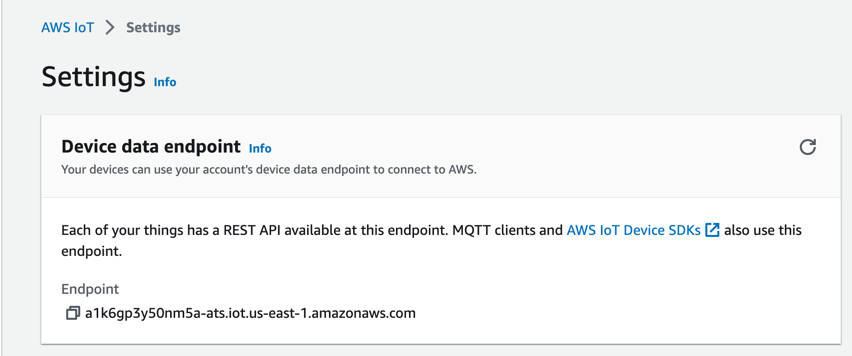 AWS IoT > Settings
Settings Info
Device data endpoint Info
Your devices can use your account's device data endpoint to connect to AWS.
Each of your things has a REST API available at this endpoint. MQTT clients and AWS IoT Device SDKs also use this
endpoint.
Endpoint
a1k6gp3y50nm5a-ats.iot.us-east-1.amazonaws.com